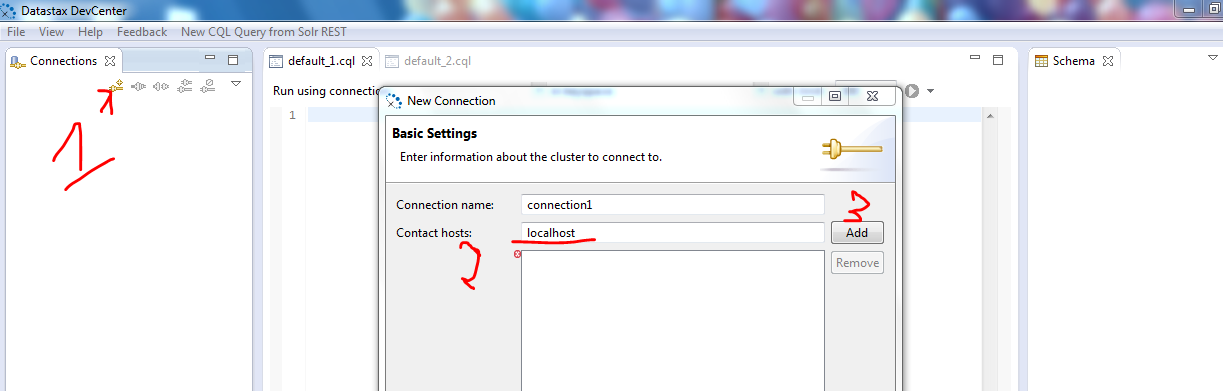 Datastax DevCenter
File View Help Feedback New CQL Query from Solr REST
Connections
default_1.cql
default_2.cql
Schema
Run using connection
1
New Connection
Basic Settings
Enter information about the cluster to connect to.
Connection name: connection1
Contact hosts: localhost
Add
Remove
1
2
3